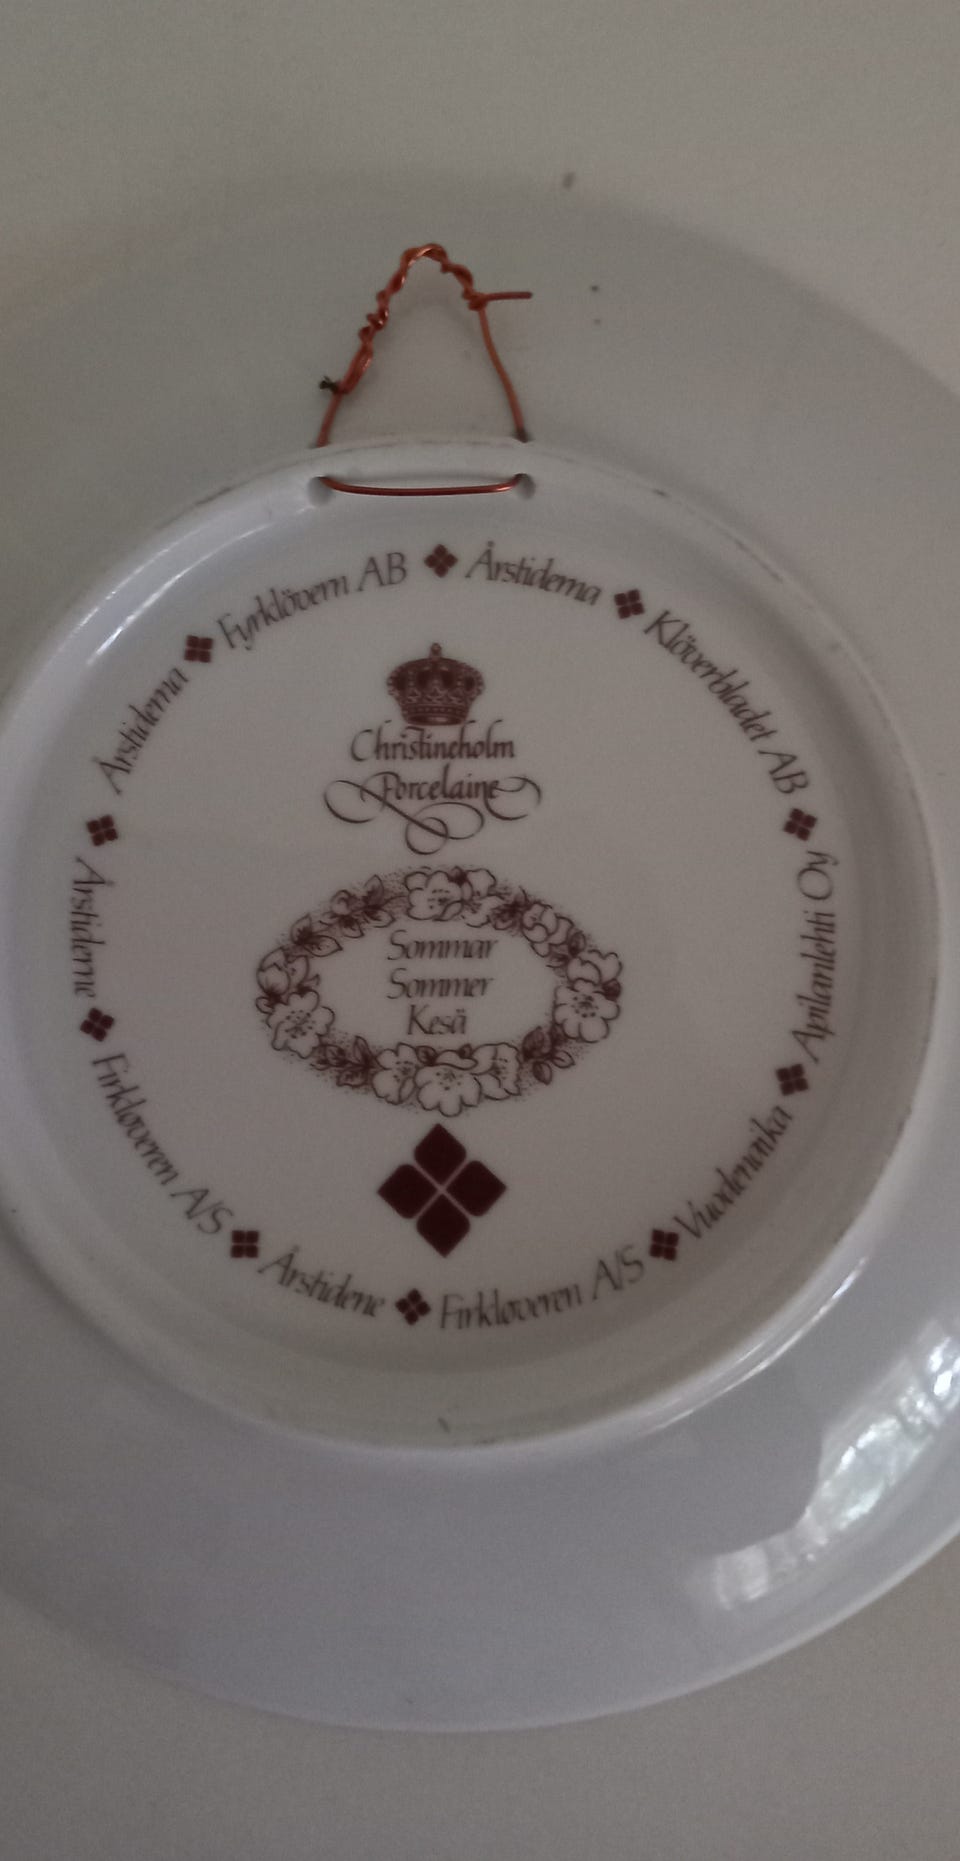 Årstiderna
Klöverbladet AB
Apilanlehti Oy
Vuodenaika
Firkløveren A/S
Årstidene
Firkløveren A/S
Årstiderne
Årstiderna
Fyrklövern AB
Christineholm
Porcelaine
Sommar
Sommer
Kesä